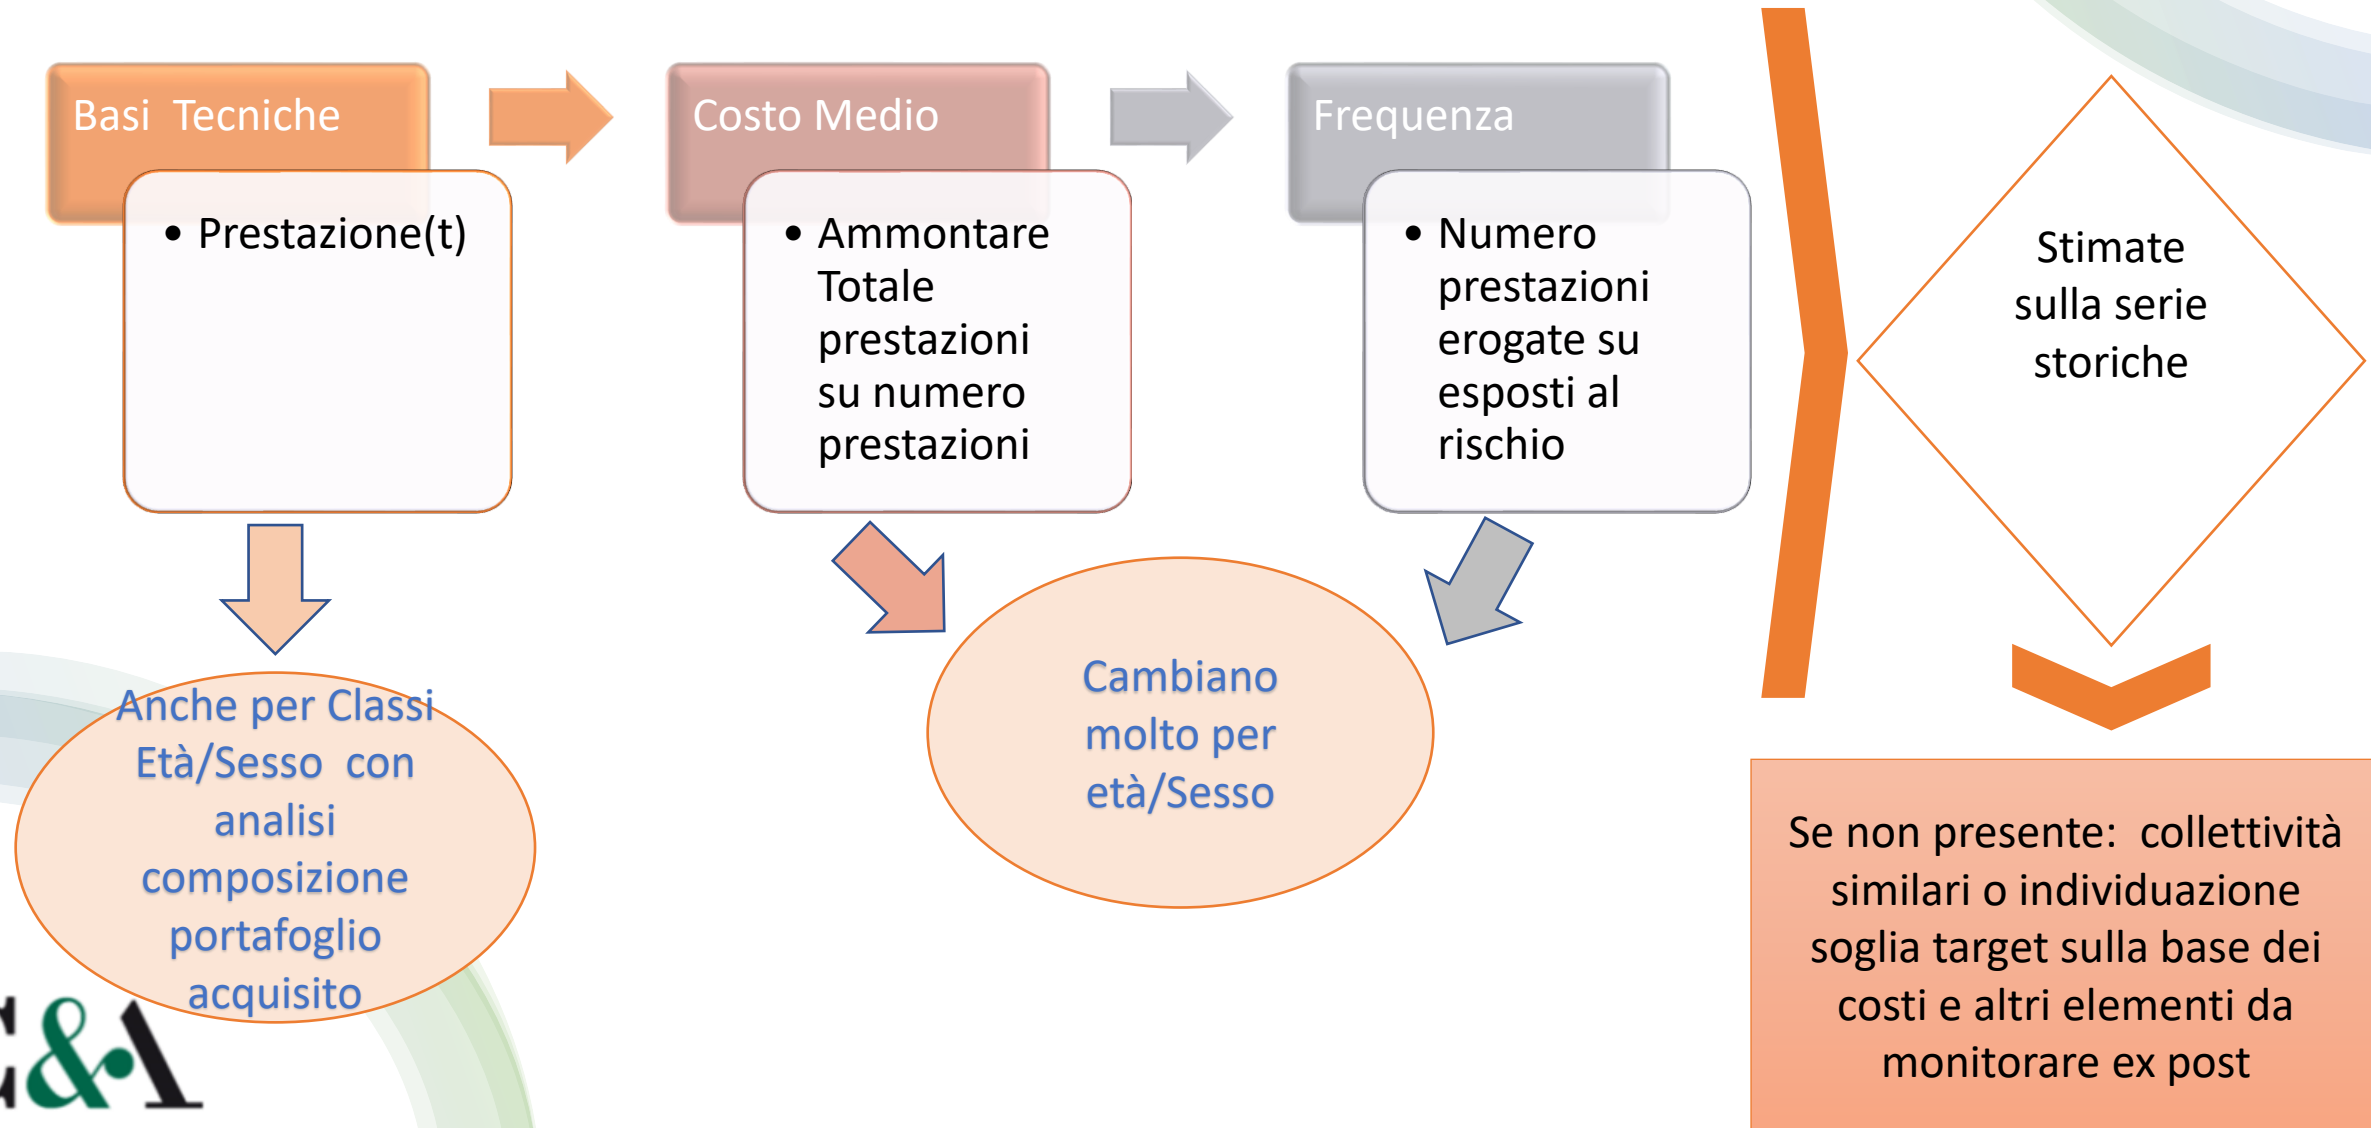 Basi  Tecniche
• Prestazione(t)
Costo Medio
• Ammontare
Totale
prestazioni
su numero
prestazioni
Frequenza
• Numero
prestazioni
erogate su
esposti al
rischio
Stimate
sulla serie
storiche
Anche per Classi
Età/Sesso  con
analisi
composizione
portafoglio
acquisito
Cambiano
molto per
età/Sesso
Se non presente:  collettività
similari o individuazione
soglia target sulla base dei
costi e altri elementi da
monitorare ex post
&A